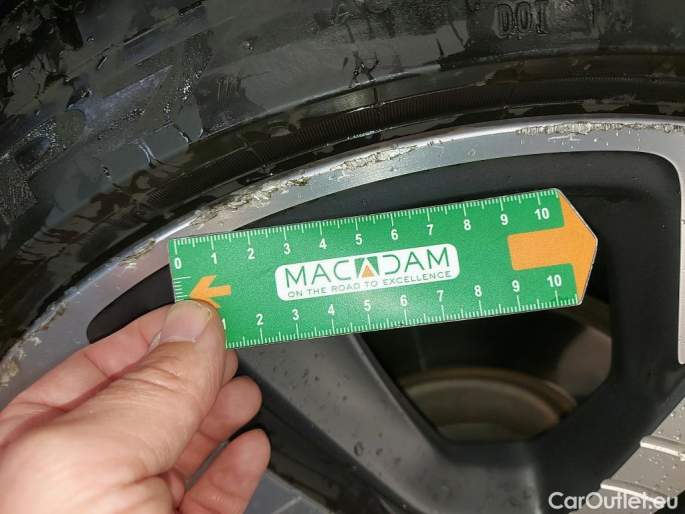 DOT
0 1 2 3 4 5 6 7 8 9 10
MACADAM
ON THE ROAD TO EXCELLENCE
1 2 3 4 5 6 7 8 9 10
CarOutlet.eu